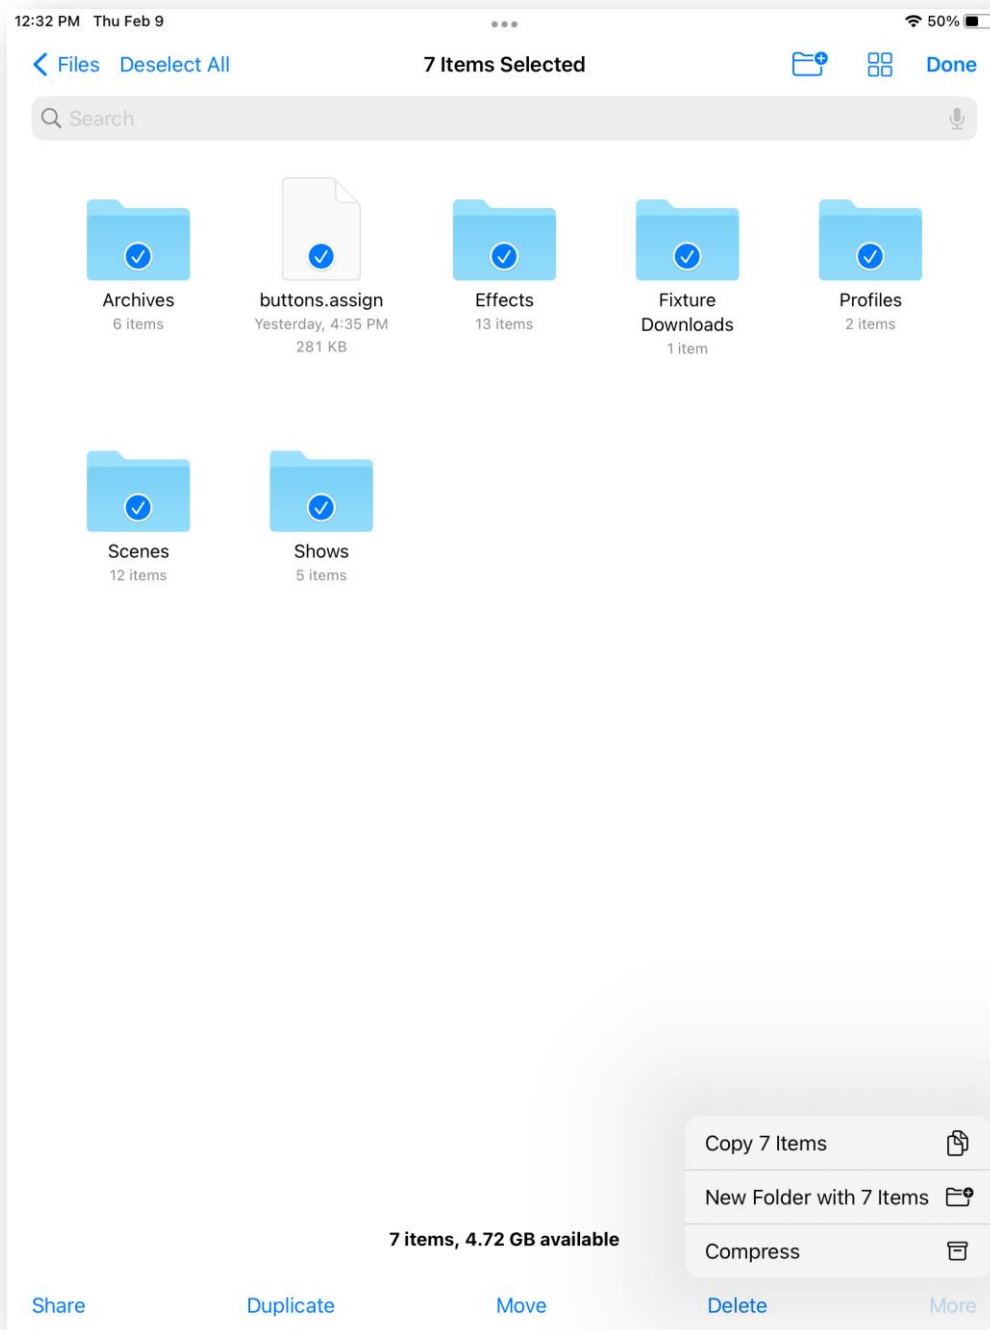 12:32 PM Thu Feb 9
50%
Files
Deselect All
7 Items Selected
Done
Search
Archives
6 items
buttons.assign
Yesterday, 4:35 PM
281 KB
Effects
13 items
Fixture
Downloads
1 item
Profiles
2 items
Scenes
12 items
Shows
5 items
Copy 7 Items
New Folder with 7 Items
Compress
7 items, 4.72 GB available
Share
Duplicate
Move
Delete
More